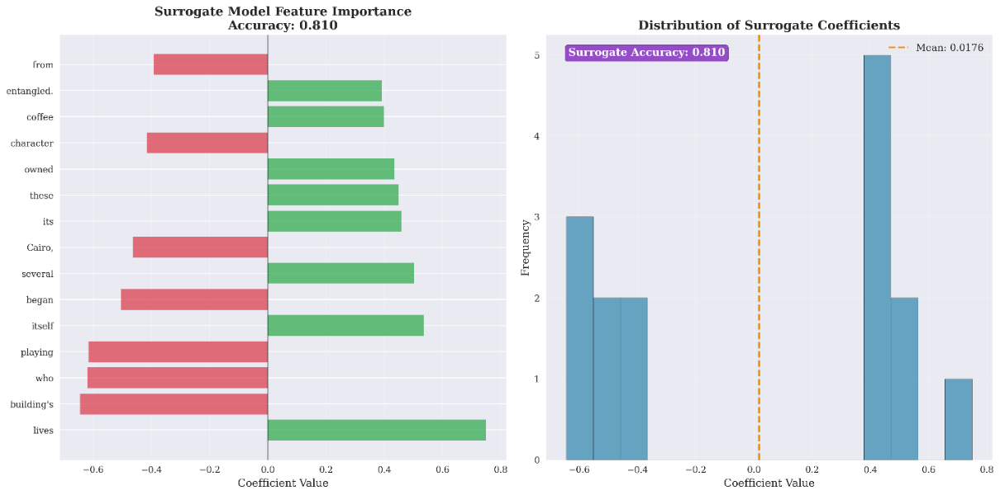 Surrogate Model Feature Importance
Accuracy: 0.810
from
entangled.
coffee
character
owned
these
its
Cairo,
several
began
itself
playing
who
building's
lives
−0.6 −0.4 −0.2 0.0 0.2 0.4 0.6 0.8
Coefficient Value
Distribution of Surrogate Coefficients
Surrogate Accuracy: 0.810
Mean: 0.0176
Frequency
5
4
3
2
1
0
−0.6 −0.4 −0.2 0.0 0.2 0.4 0.6 0.8
Coefficient Value